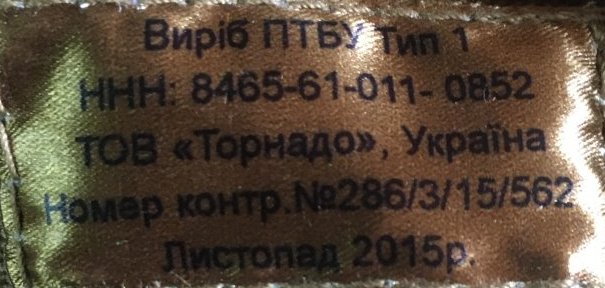 Виріб ПТБУ Тип 1
ННН: 8465-61-011- 0852
ТОВ «Торнадо», Україна
Номер контр.№286/3/15/562
Листопад 2015р.